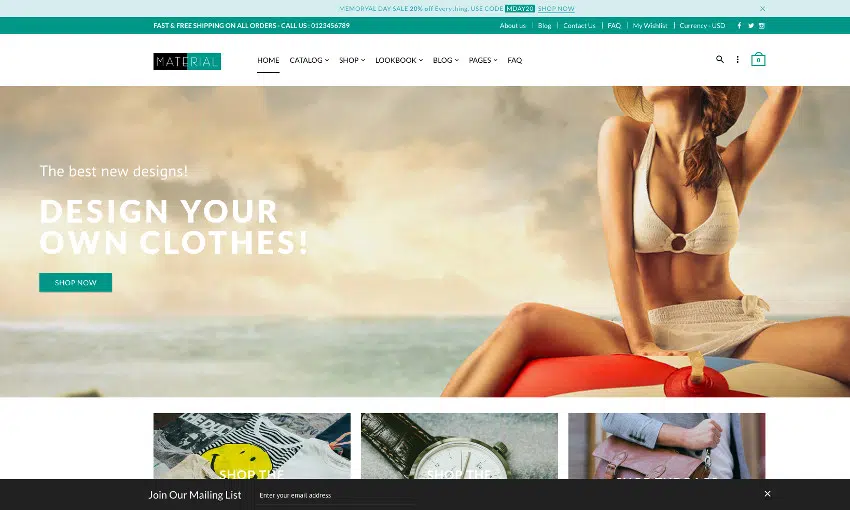 MEMORYAL DAY SALE 20% off Everything. USE CODE MDAY20 SHOP NOW
FAST & FREE SHIPPING ON ALL ORDERS - CALL US : 0123456789
About us | Blog | Contact Us | FAQ | My Wishlist | Currency - USD
MATERIAL
HOME CATALOG SHOP LOOKBOOK BLOG PAGES FAQ
0
The best new designs!
DESIGN YOUR
OWN CLOTHES!
SHOP NOW
SHOP THE
SHOP THE
Join Our Mailing List
Enter your email address